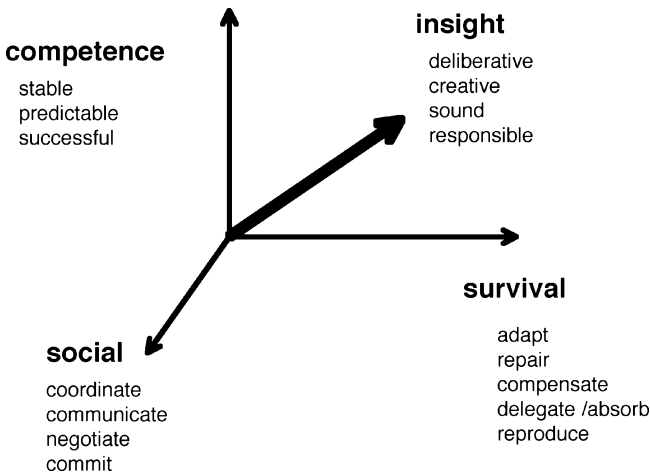 competence
stable
predictable
successful
insight
deliberative
creative
sound
responsible
survival
adapt
repair
compensate
delegate /absorb
reproduce
social
coordinate
communicate
negotiate
commit